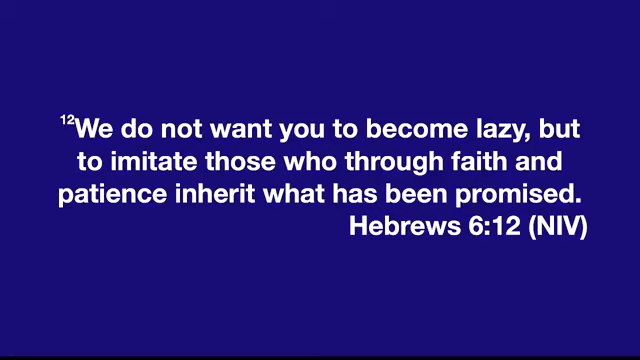 ¹²We do not want you to become lazy, but
to imitate those who through faith and
patience inherit what has been promised.
Hebrews 6:12 (NIV)